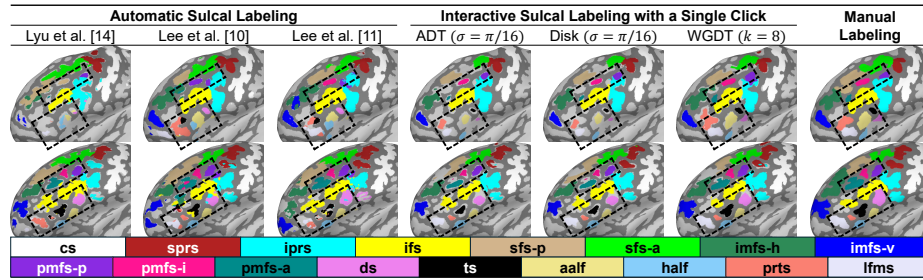 Automatic Sulcal Labeling Interactive Sulcal Labeling with a Single Click Manual Labeling
Lyu et al. [14] Lee et al. [10] Lee et al. [11] ADT (σ = π/16) Disk (σ = π/16) WGDT (k = 8)
cs sprs iprs ifs sfs-p sfs-a imfs-h imfs-v
pmfs-p pmfs-i pmfs-a ds ts aalf half prts lfms